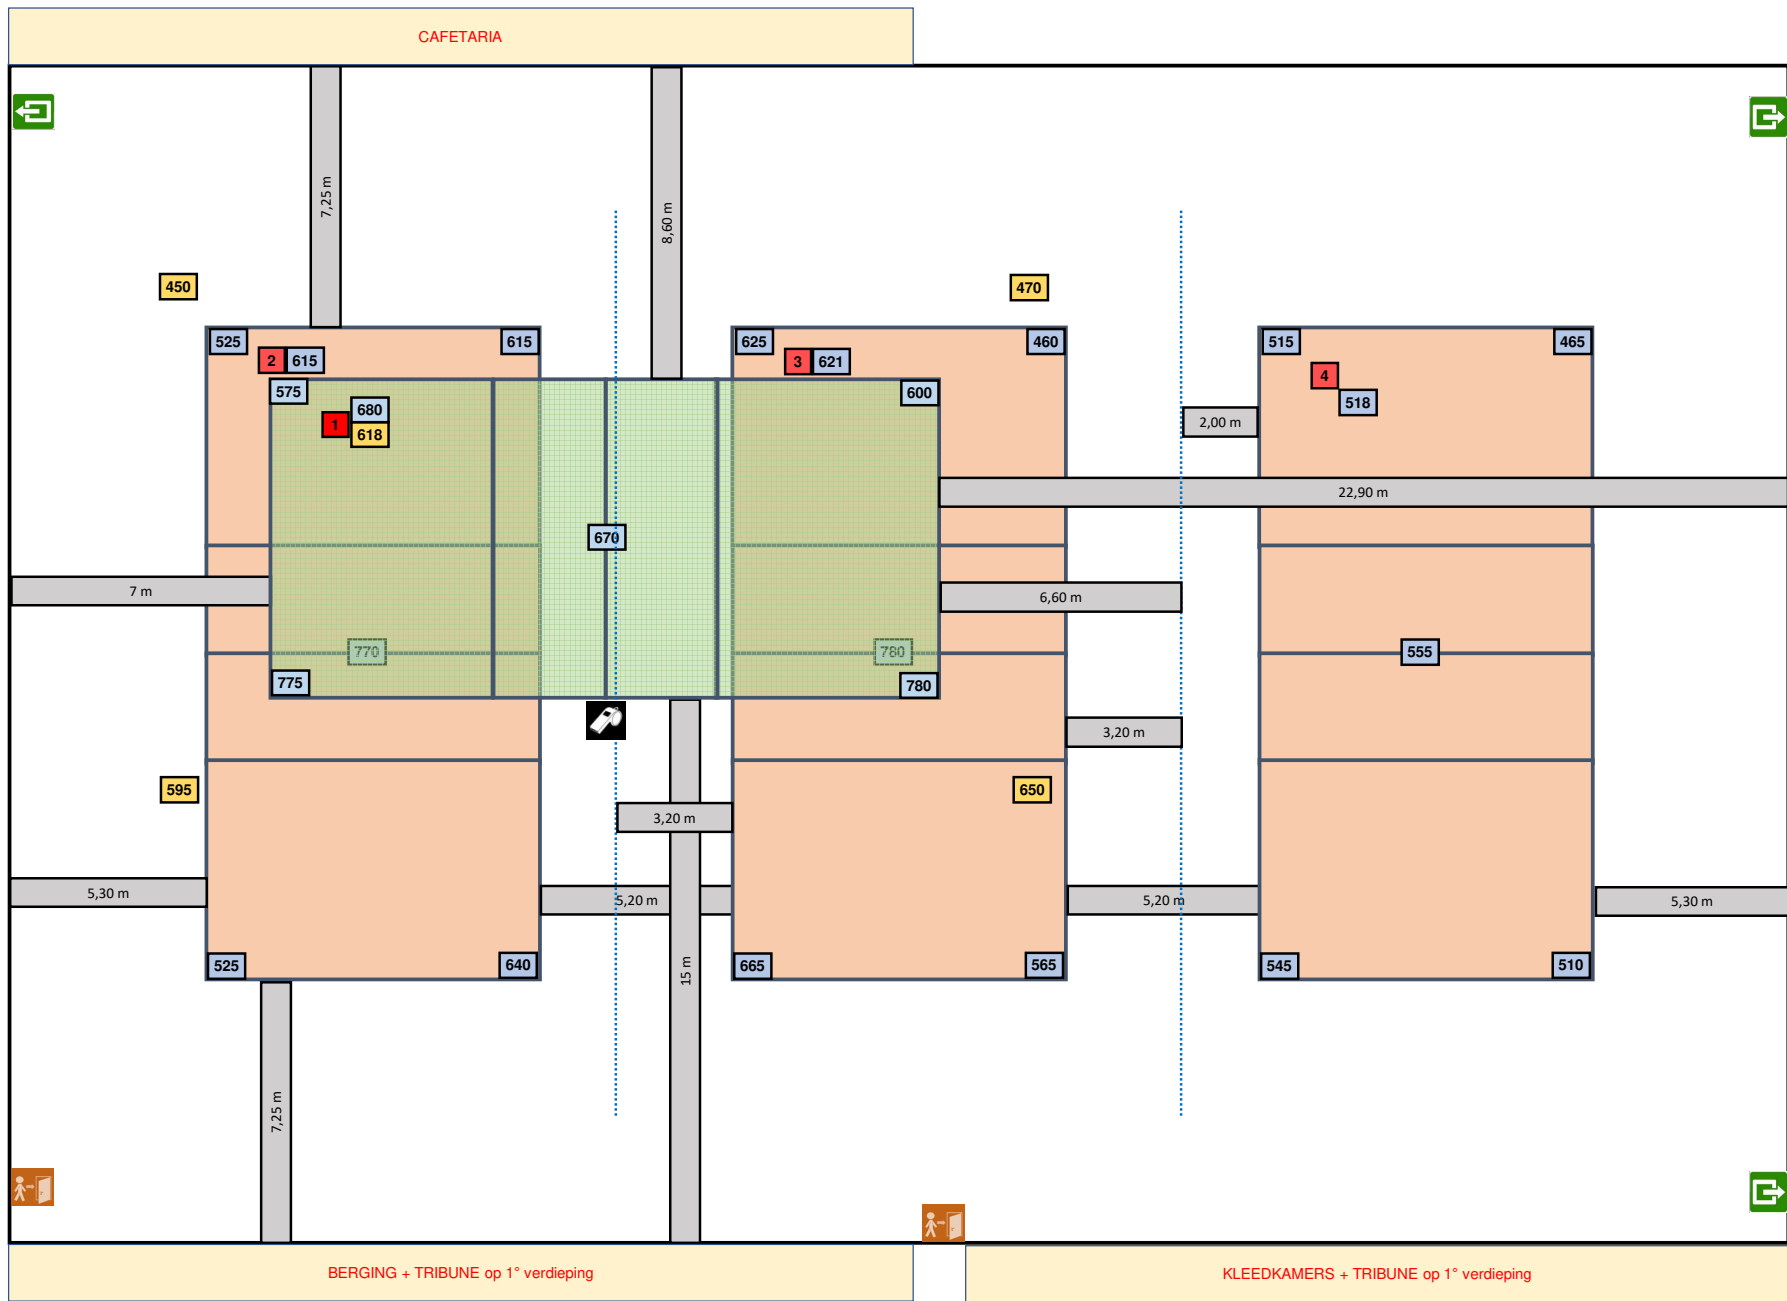 CAFETARIA
7,25 m
8,60 m
450
470
525
615
625
460
515
465
2
615
3
621
4
518
575
600
680
1
618
2,00 m
22,90 m
670
7 m
6,60 m
770
780
555
775
780
3,20 m
595
650
3,20 m
5,30 m
5,20 m
5,20 m
5,30 m
525
640
665
565
545
510
15 m
7,25 m
BERGING + TRIBUNE op 1° verdieping
KLEEDKAMERS + TRIBUNE op 1° verdieping